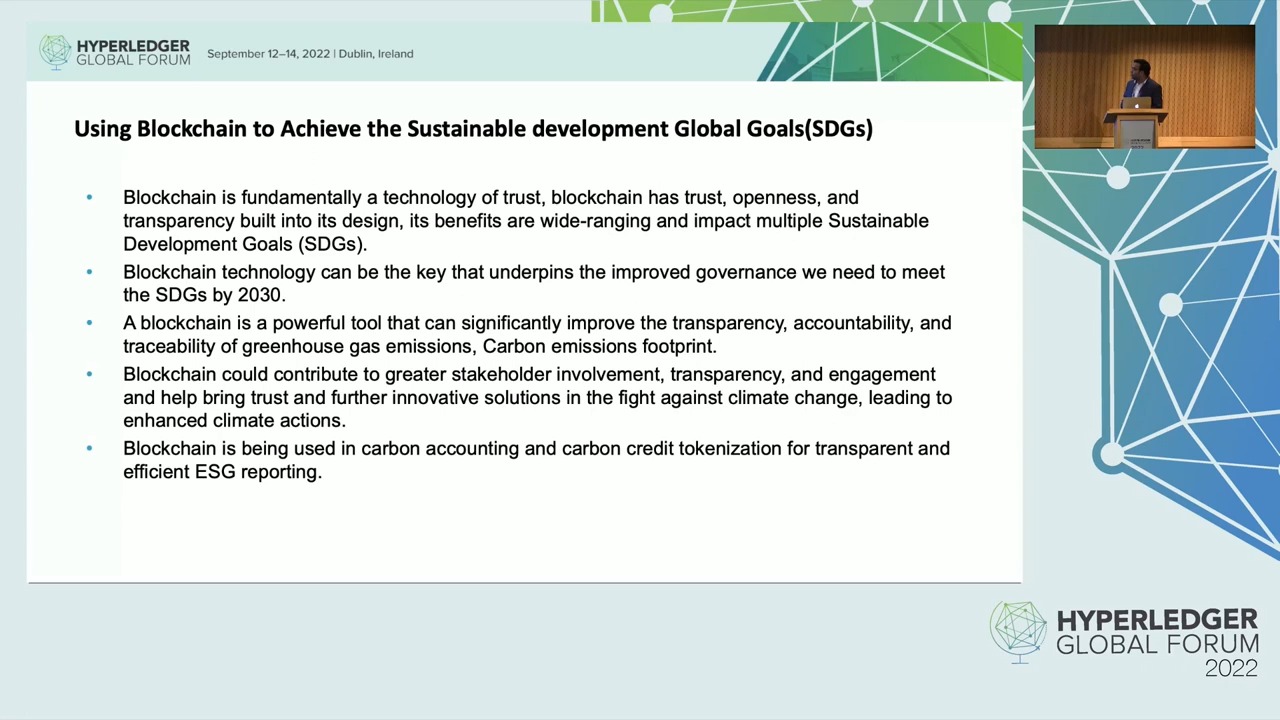 HYPERLEDGER
GLOBAL FORUM
September 12–14, 2022 | Dublin, Ireland
Using Blockchain to Achieve the Sustainable development Global Goals(SDGs)
• Blockchain is fundamentally a technology of trust, blockchain has trust, openness, and
transparency built into its design, its benefits are wide-ranging and impact multiple Sustainable
Development Goals (SDGs).
• Blockchain technology can be the key that underpins the improved governance we need to meet
the SDGs by 2030.
• A blockchain is a powerful tool that can significantly improve the transparency, accountability, and
traceability of greenhouse gas emissions, Carbon emissions footprint.
• Blockchain could contribute to greater stakeholder involvement, transparency, and engagement
and help bring trust and further innovative solutions in the fight against climate change, leading to
enhanced climate actions.
• Blockchain is being used in carbon accounting and carbon credit tokenization for transparent and
efficient ESG reporting.
HYPERLEDGER
GLOBAL FORUM
2022